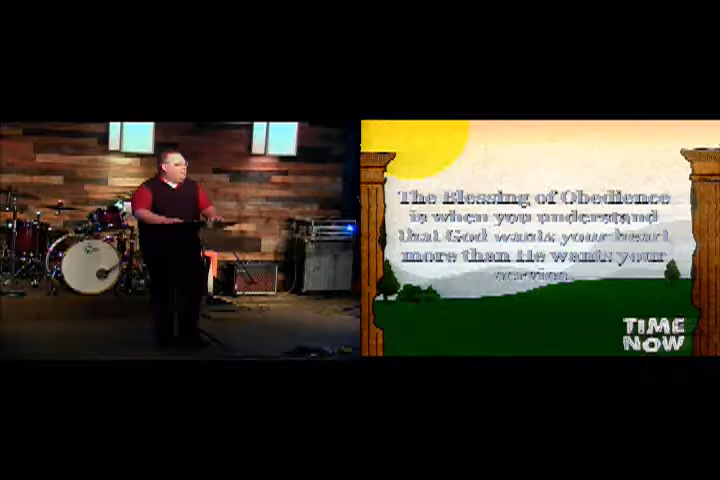 The Blessing of Obedience
is when you understand
that God wants your heart
more than He wants your
service.
TIME
NOW